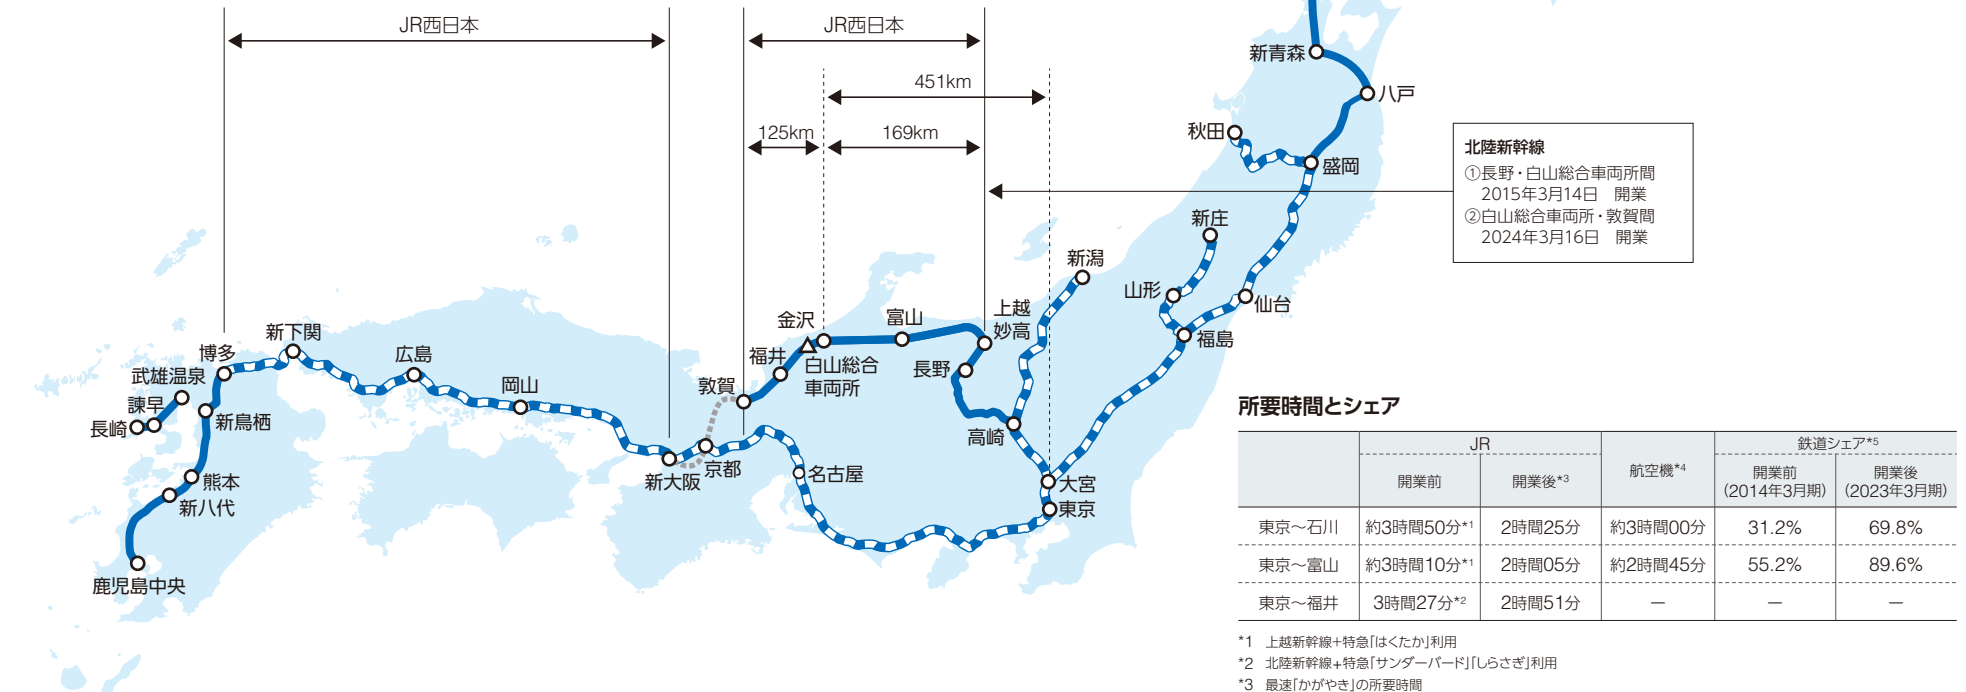 JR西日本
JR西日本
451km
125km
169km
新青森
八戸
秋田
盛岡
北陸新幹線
①長野・白山総合車両所間
2015年3月14日　開業
②白山総合車両所・敦賀間
2024年3月16日　開業
新庄
新潟
山形
仙台
福島
上越
妙高
金沢
富山
長野
福井
白山総合
車両所
敦賀
高崎
新下関
博多
広島
武雄温泉
岡山
諫早
長崎
新鳥栖
熊本
新八代
鹿児島中央
新大阪
京都
名古屋
大宮
東京
所要時間とシェア
JR
航空機*4
鉄道シェア*5
開業前
開業後*3
開業前
(2014年3月期)
開業後
(2023年3月期)
東京〜石川 約3時間50分*1 2時間25分 約3時間00分 31.2% 69.8%
東京〜富山 約3時間10分*1 2時間05分 約2時間45分 55.2% 89.6%
東京〜福井 3時間27分*2 2時間51分 － － －
*1　上越新幹線+特急「はくたか」利用
*2　北陸新幹線+特急「サンダーバード」「しらさぎ」利用
*3　最速「かがやき」の所要時間